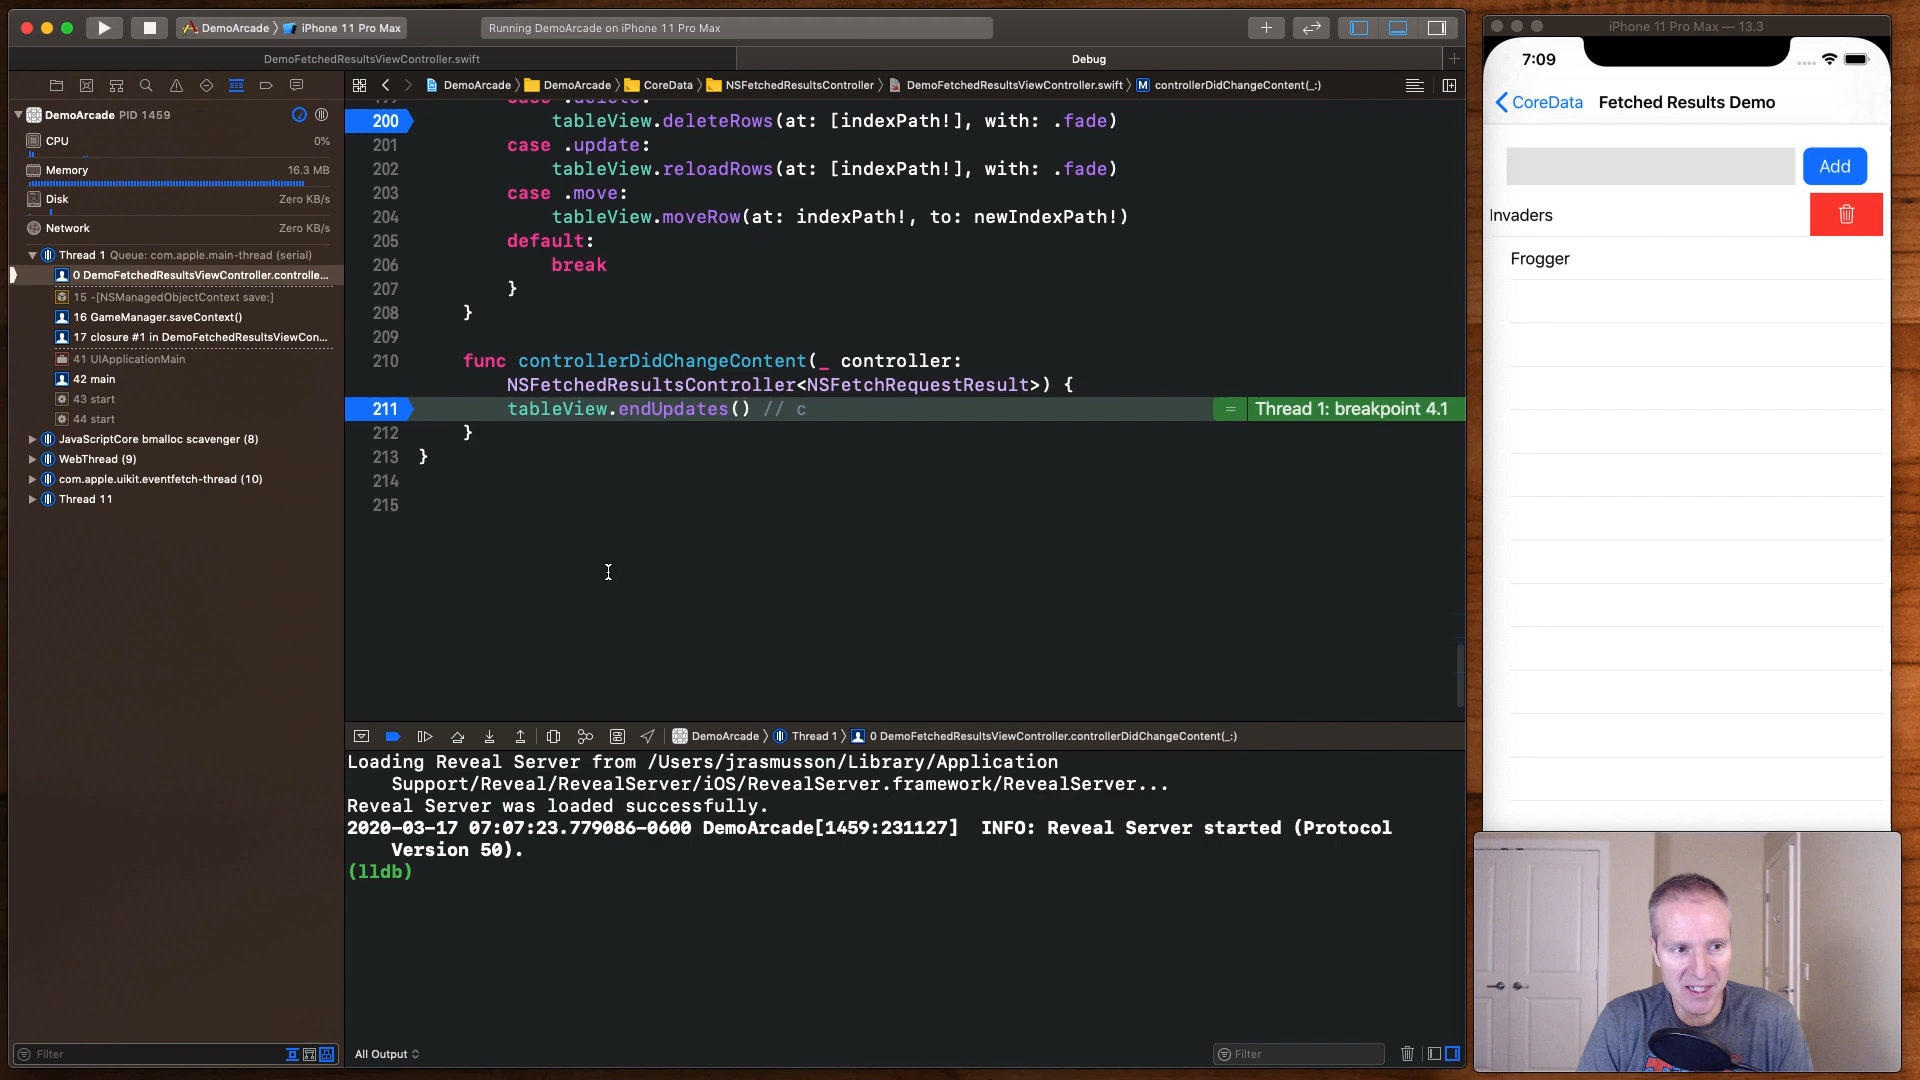 DemoArcade
iPhone 11 Pro Max
Running DemoArcade on iPhone 11 Pro Max
DemoFetchedResultsViewController.swift
Debug
DemoArcade
DemoArcade
CoreData
NSFetchedResultsController
DemoFetchedResultsViewController.swift
controllerDidChangeContent(_:)
DemoArcade PID 1459
CPU 0%
Memory 16.3 MB
Disk Zero KB/s
Network Zero KB/s
Thread 1 Queue: com.apple.main-thread (serial)
0 DemoFetchedResultsViewController.controlle...
15 -[NSManagedObjectContext save:]
16 GameManager.saveContext()
17 closure #1 in DemoFetchedResultsViewCon...
41 UIApplicationMain
42 main
43 start
44 start
JavaScriptCore bmalloc scavenger (8)
WebThread (9)
com.apple.uikit.eventfetch-thread (10)
Thread 11
Filter
199 case .delete:
200 tableView.deleteRows(at: [indexPath!], with: .fade)
201 case .update:
202 tableView.reloadRows(at: [indexPath!], with: .fade)
203 case .move:
204 tableView.moveRow(at: indexPath!, to: newIndexPath!)
205 default:
206 break
207 }
208 }
209
210 func controllerDidChangeContent(_ controller:
NSFetchedResultsController<NSFetchRequestResult>) {
211 tableView.endUpdates() // c
= Thread 1: breakpoint 4.1
212 }
213 }
214
215
DemoArcade
Thread 1
0 DemoFetchedResultsViewController.controllerDidChangeContent(_:)
Loading Reveal Server from /Users/jrasmusson/Library/Application
Support/Reveal/RevealServer/iOS/RevealServer.framework/RevealServer...
Reveal Server was loaded successfully.
2020-03-17 07:07:23.779086-0600 DemoArcade[1459:231127] INFO: Reveal Server started (Protocol
Version 50).
(lldb)
All Output
Filter
iPhone 11 Pro Max — 13.3
7:09
CoreData
Fetched Results Demo
Add
Invaders
Frogger